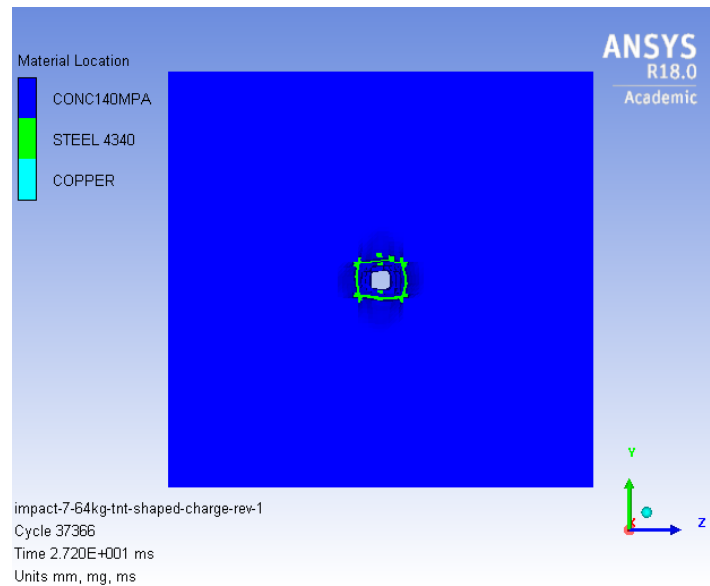 ANSYS
R18.0
Academic
Material Location
CONC140MPA
STEEL 4340
COPPER
Y
Z
X
impact-7-64kg-tnt-shaped-charge-rev-1
Cycle 37366
Time 2.720E+001 ms
Units mm, mg, ms